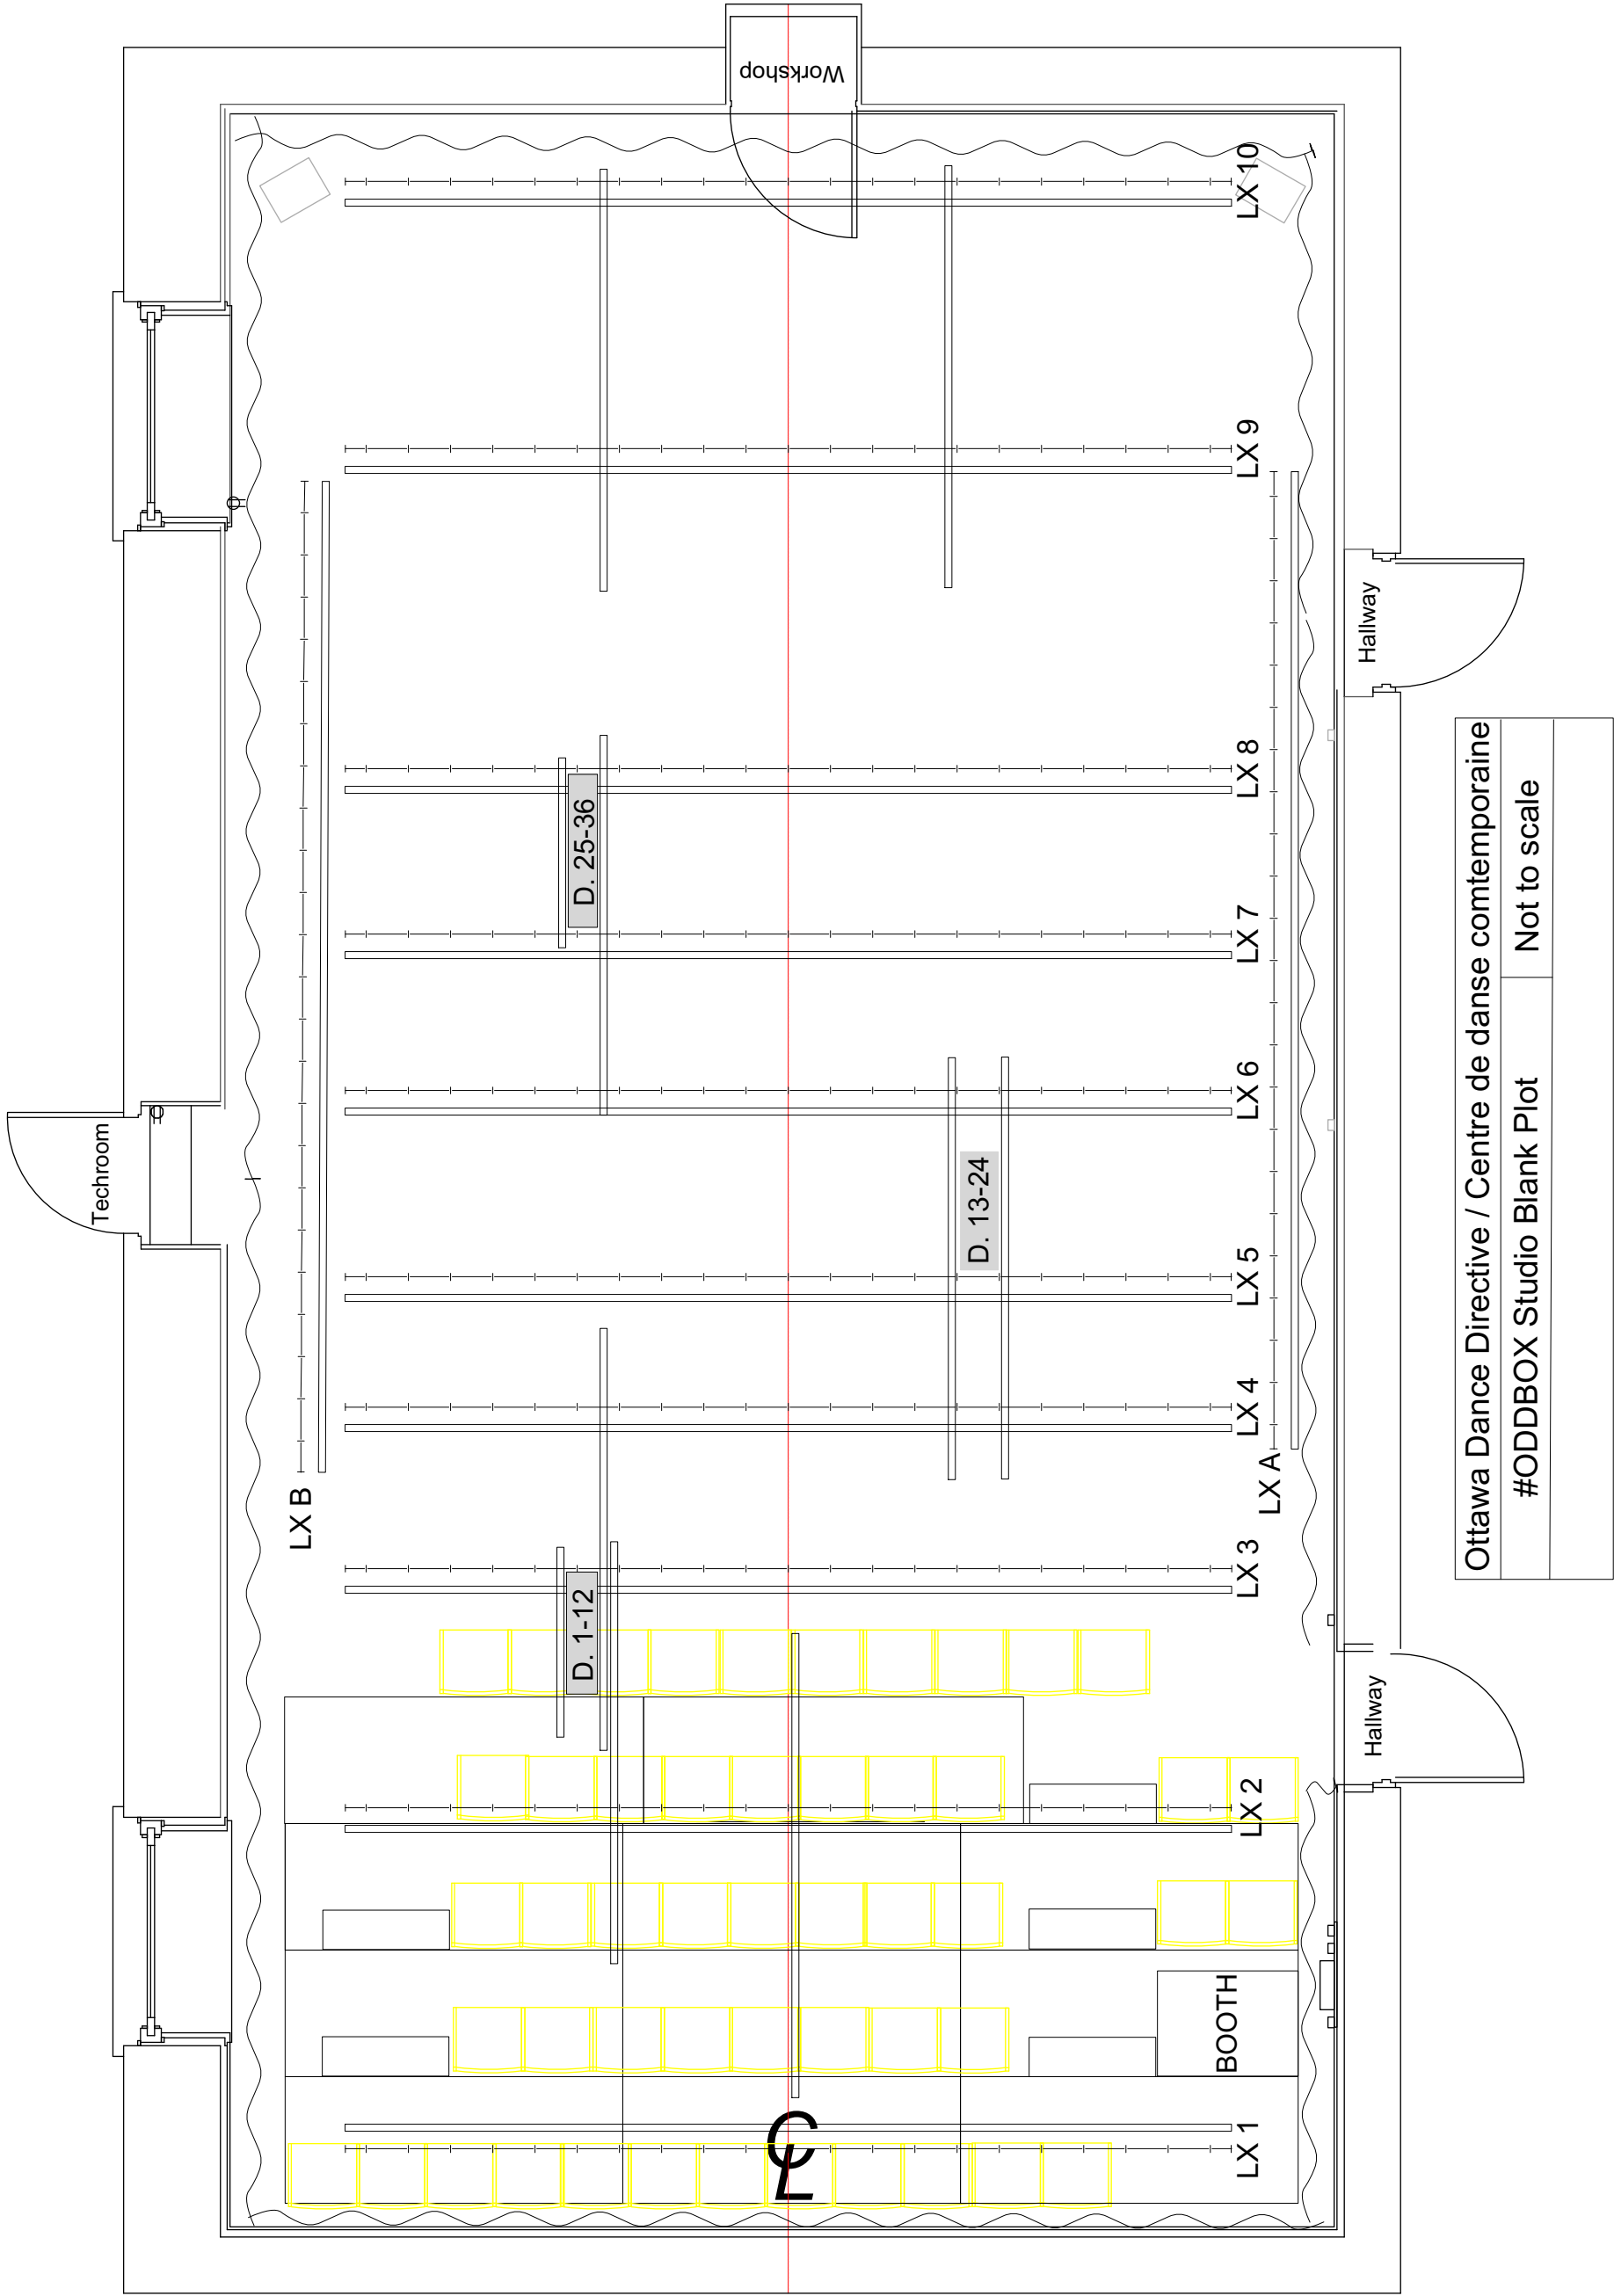 Workshop
LX 10
LX 9
Hallway
LX 8
D. 25-36
LX 7
LX 6
Techroom
D. 13-24
LX 5
LX 4
LX A
LX B
LX 3
D. 1-12
Hallway
LX 2
BOOTH
LX 1
CL
Ottawa Dance Directive / Centre de danse comtemporaine
#ODDBOX Studio Blank Plot
Not to scale